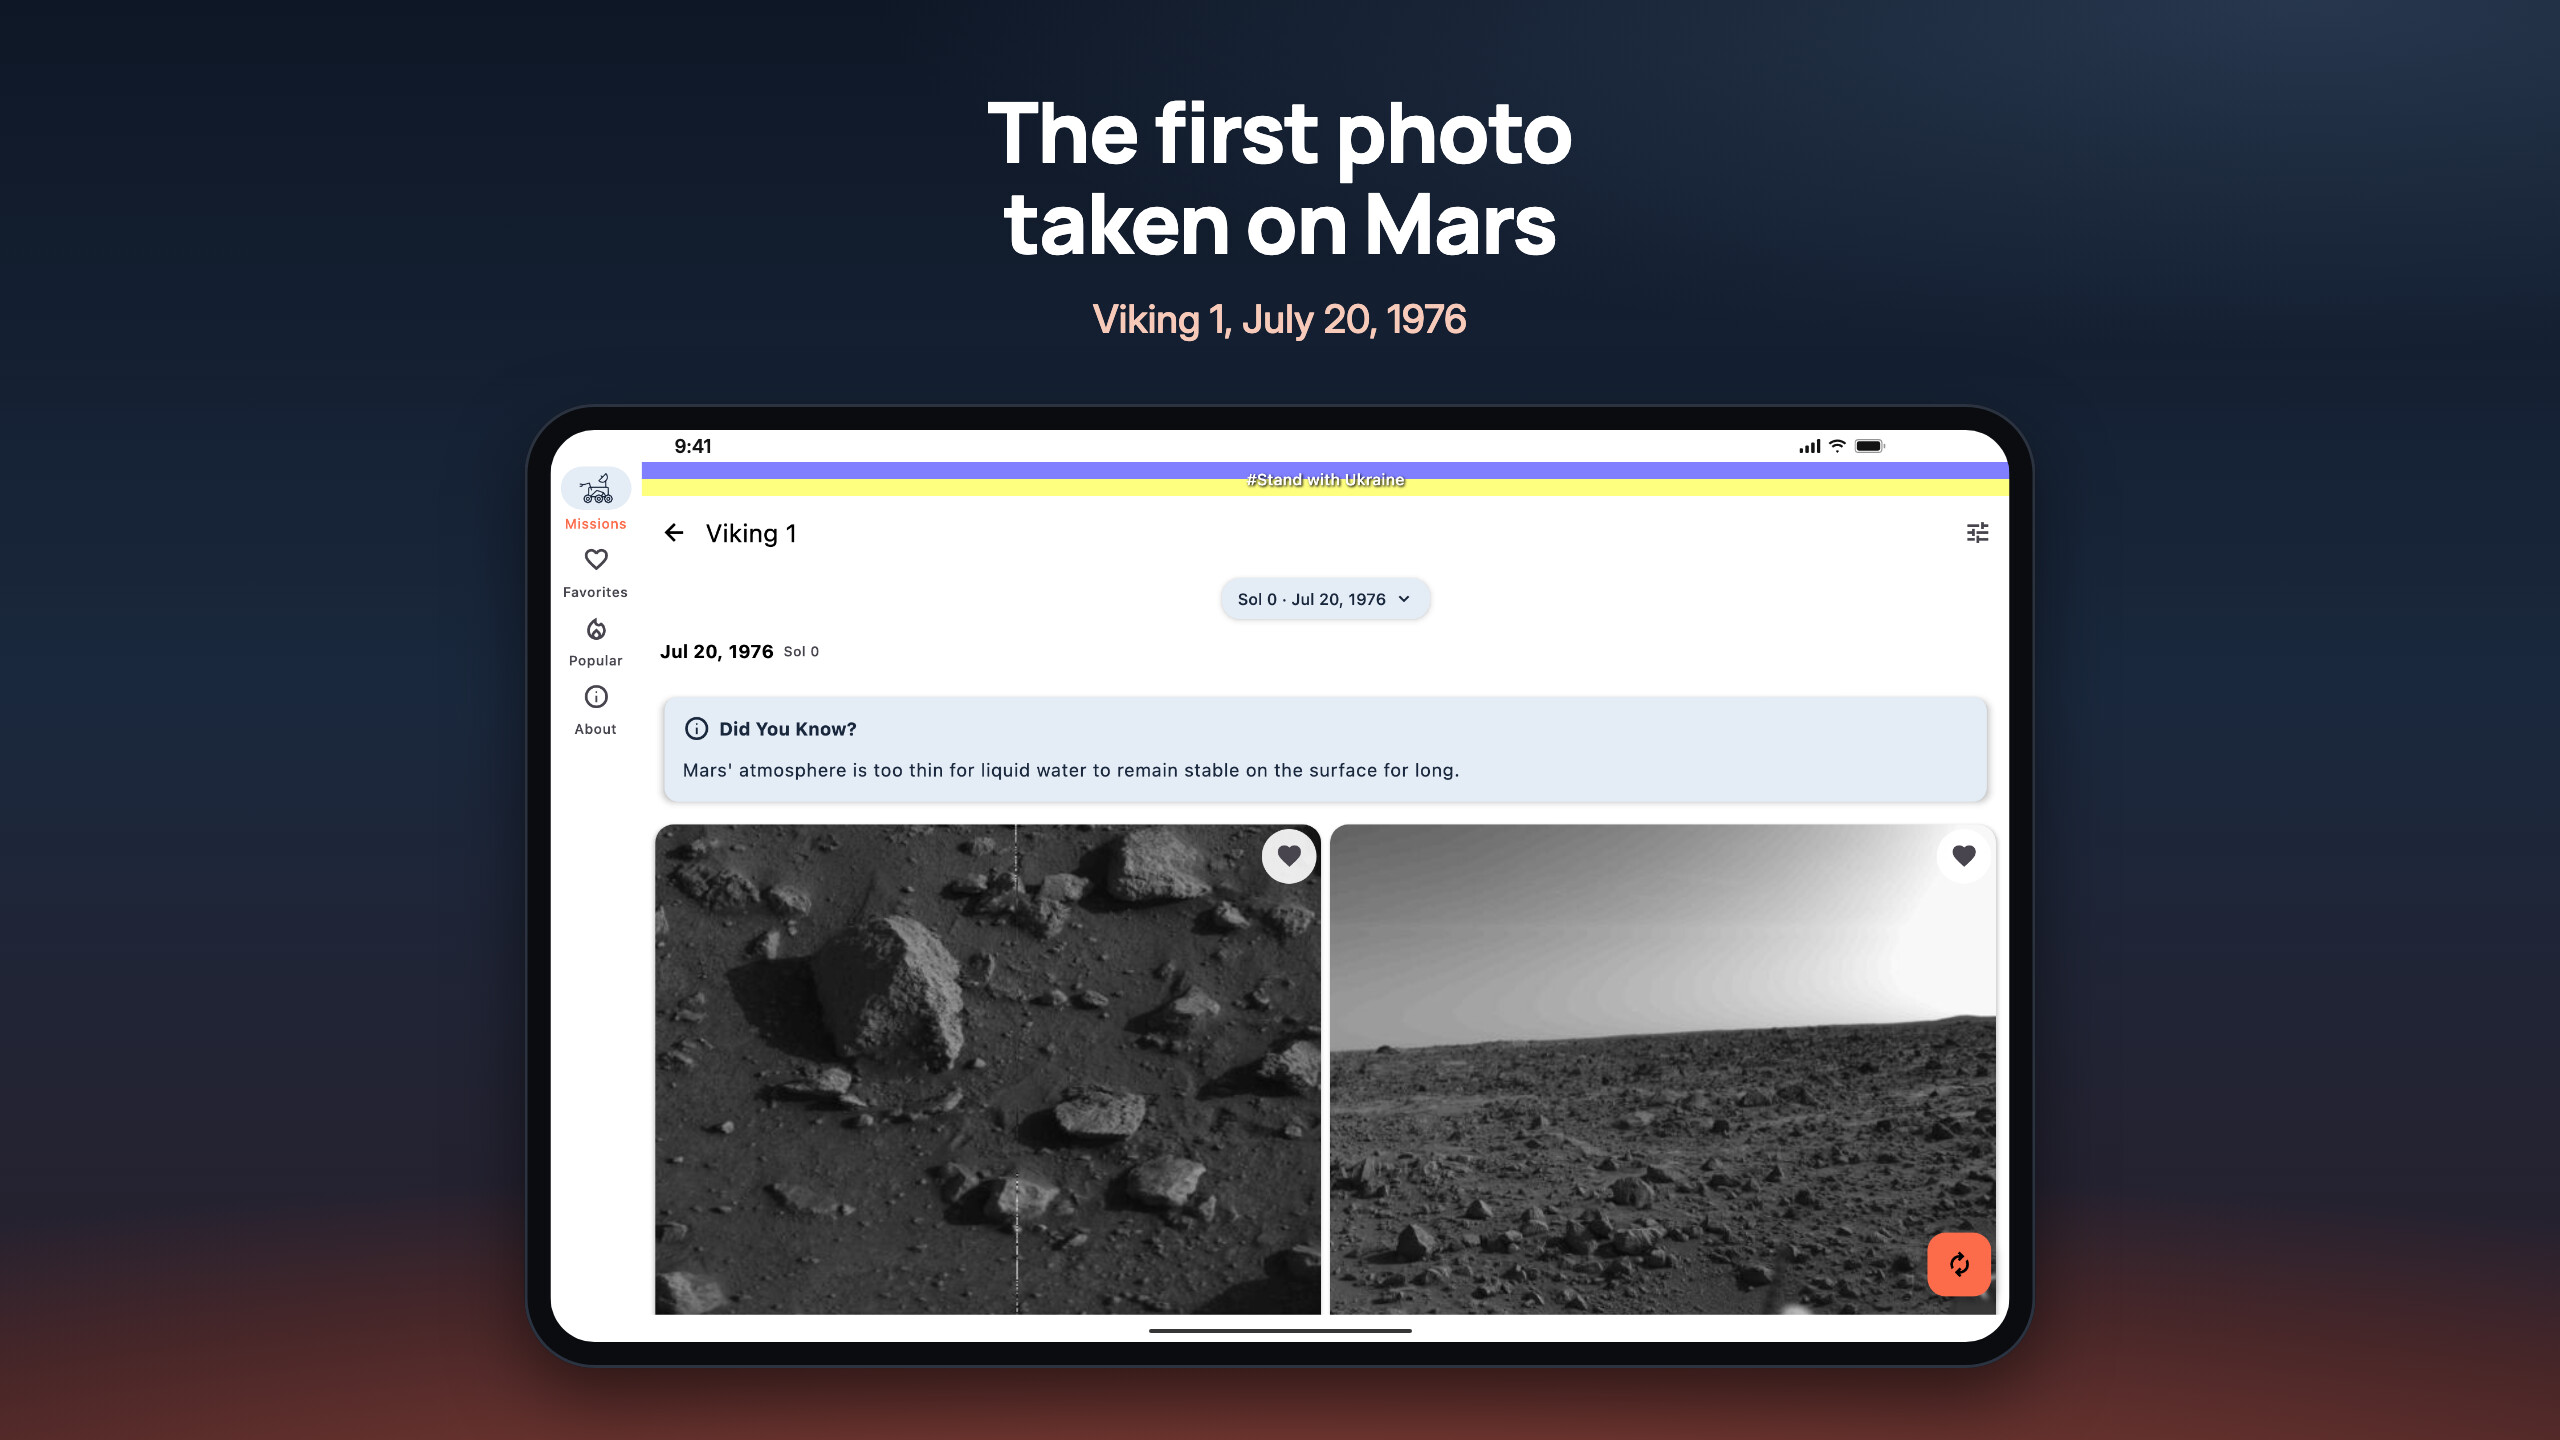 The first photo
taken on Mars
Viking 1, July 20, 1976
9:41
#Stand with Ukraine
Missions
Favorites
Popular
About
Viking 1
Sol 0 · Jul 20, 1976
Jul 20, 1976 Sol 0
Did You Know?
Mars' atmosphere is too thin for liquid water to remain stable on the surface for long.